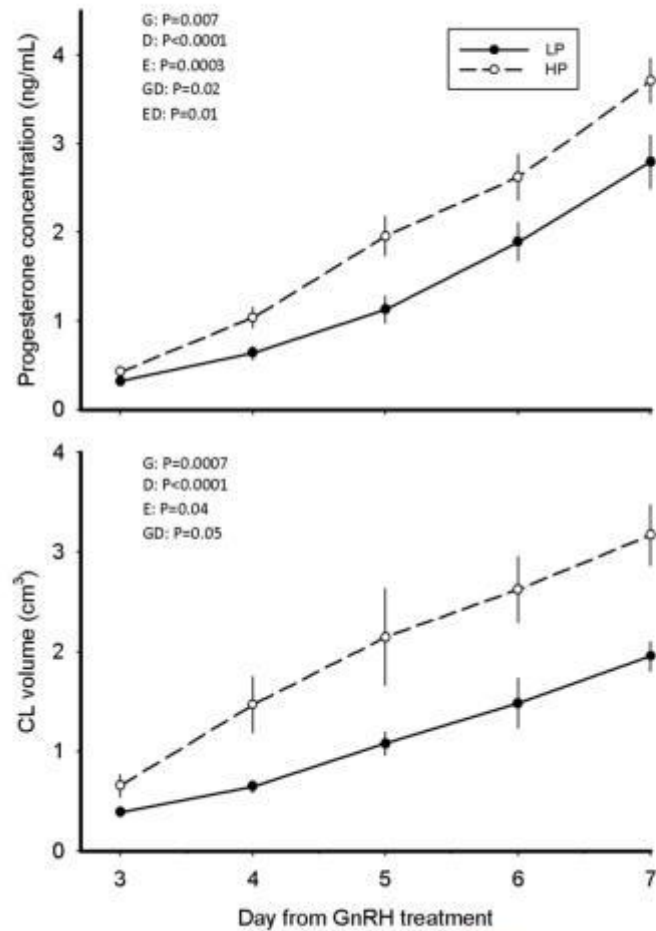 G: P=0.007
D: P<0.0001
E: P=0.0003
GD: P=0.02
ED: P=0.01
LP
HP
Progesterone concentration (ng/mL)
4
3
2
1
0
G: P=0.0007
D: P<0.0001
E: P=0.04
GD: P=0.05
CL volume (cm³)
4
3
2
1
0
3 4 5 6 7
Day from GnRH treatment